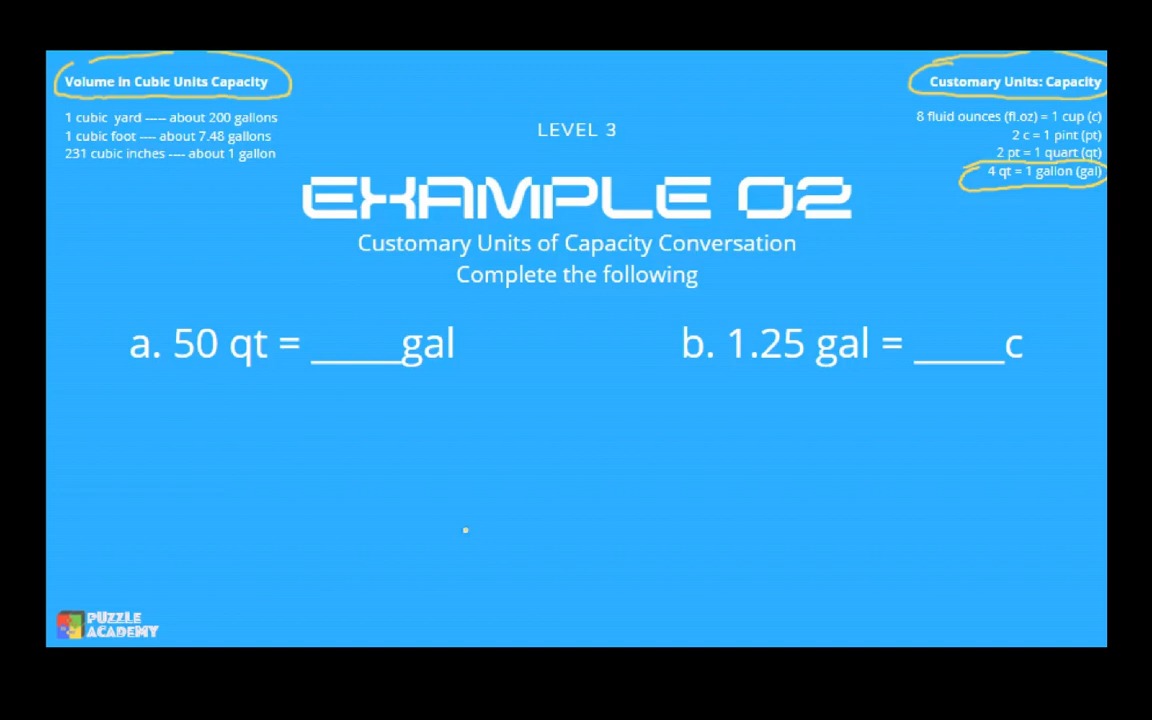 Volume in Cubic Units Capacity
1 cubic yard ----- about 200 gallons
1 cubic foot ---- about 7.48 gallons
231 cubic inches ---- about 1 gallon
Customary Units: Capacity
8 fluid ounces (fl.oz) = 1 cup (c)
2 c = 1 pint (pt)
2 pt = 1 quart (qt)
4 qt = 1 gallon (gal)
LEVEL 3
EXAMPLE 02
Customary Units of Capacity Conversation
Complete the following
a. 50 qt = _____gal
b. 1.25 gal = _____c
PUZZLE
ACADEMY